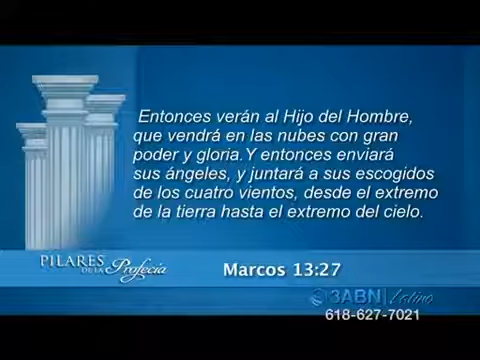 Entonces verán al Hijo del Hombre,
que vendrá en las nubes con gran
poder y gloria.Y entonces enviará
sus ángeles, y juntará a sus escogidos
de los cuatro vientos, desde el extremo
de la tierra hasta el extremo del cielo.
PILARES
DE LA Profecía
Marcos 13:27
3ABN Latino
618-627-7021